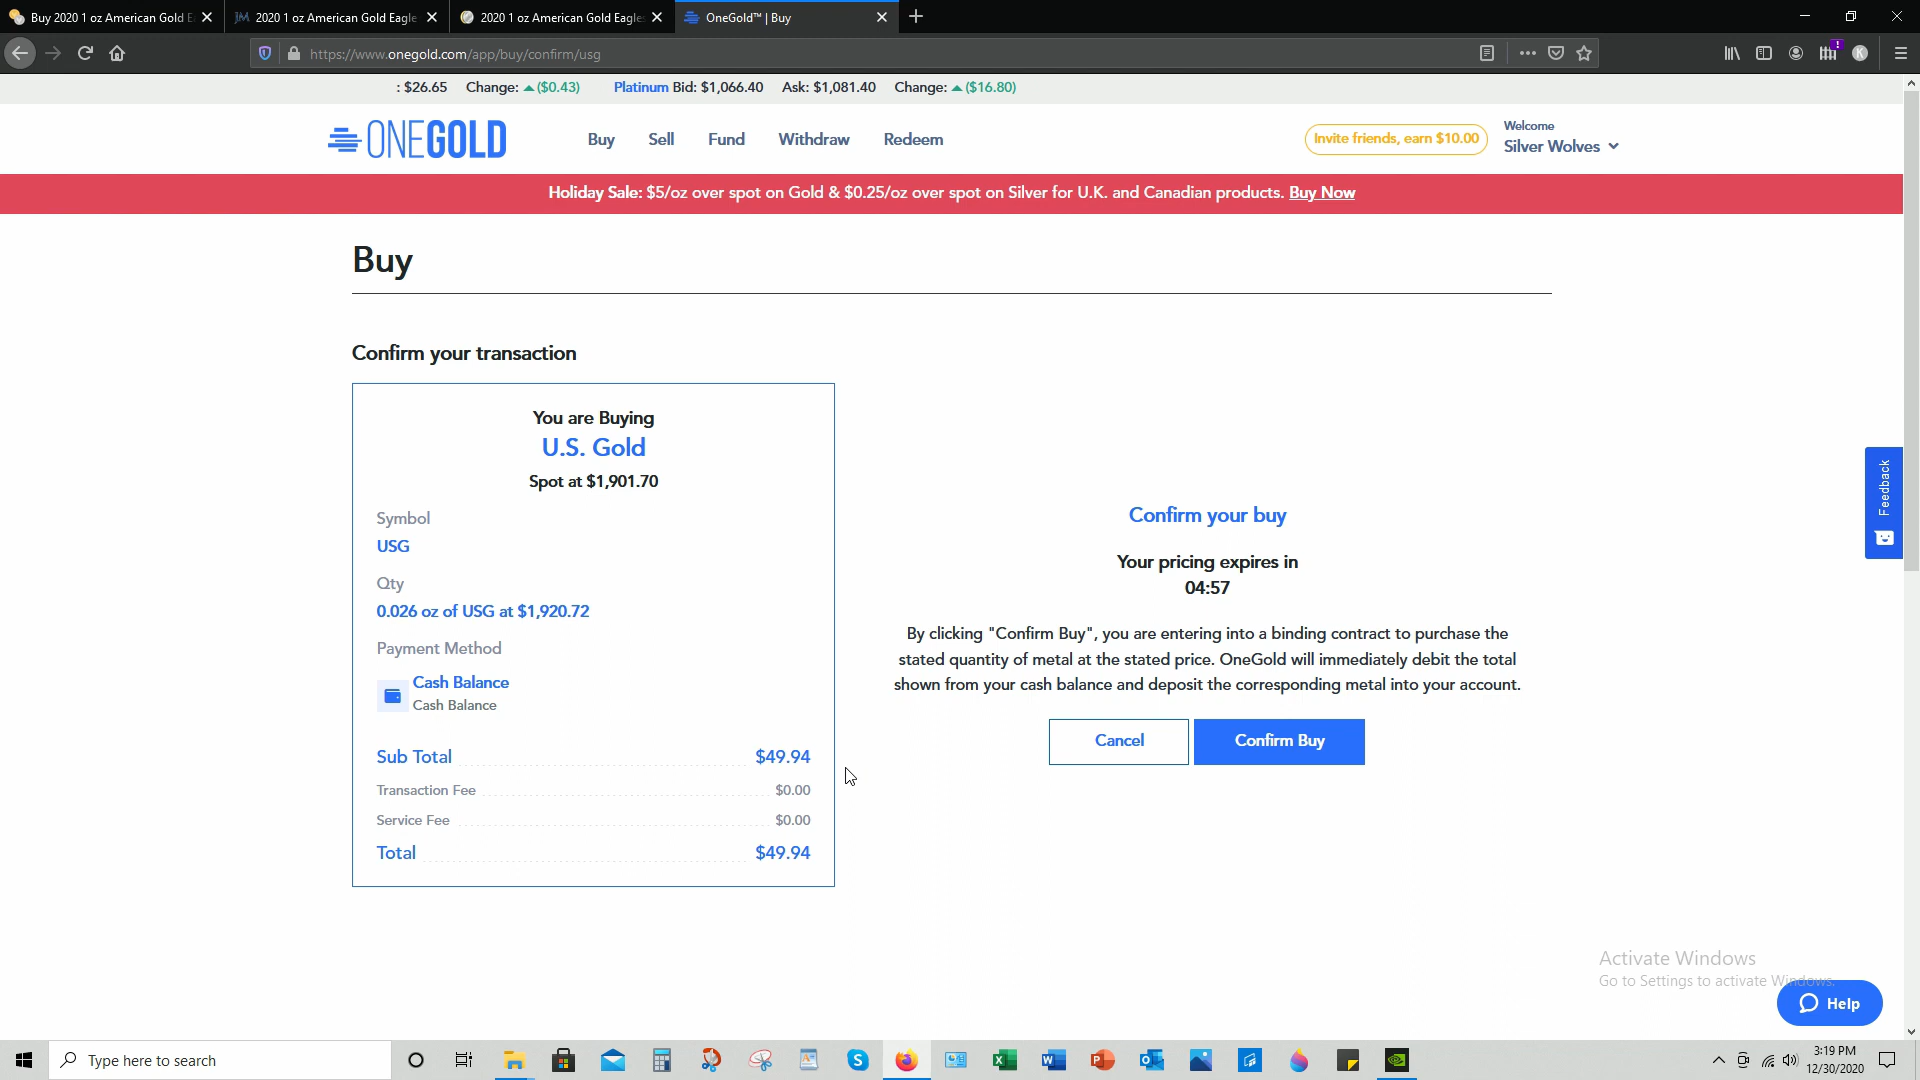 Buy 2020 1 oz American Gold E
2020 1 oz American Gold Eagle
2020 1 oz American Gold Eagles
OneGold™ | Buy
https://www.onegold.com/app/buy/confirm/usg
K
: $26.65 Change: ($0.43) Platinum Bid: $1,066.40 Ask: $1,081.40 Change: ($16.80)
ONEGOLD
Buy Sell Fund Withdraw Redeem
Invite friends, earn $10.00
Welcome
Silver Wolves
Holiday Sale: $5/oz over spot on Gold & $0.25/oz over spot on Silver for U.K. and Canadian products. Buy Now
Buy
Confirm your transaction
You are Buying
U.S. Gold
Spot at $1,901.70
Symbol
USG
Qty
0.026 oz of USG at $1,920.72
Payment Method
Cash Balance
Cash Balance
Sub Total $49.94
Transaction Fee $0.00
Service Fee $0.00
Total $49.94
Confirm your buy
Your pricing expires in
04:57
By clicking "Confirm Buy", you are entering into a binding contract to purchase the
stated quantity of metal at the stated price. OneGold will immediately debit the total
shown from your cash balance and deposit the corresponding metal into your account.
Cancel
Confirm Buy
Feedback
Activate Windows
Go to Settings to activate Windows.
Help
Type here to search
3:19 PM
12/30/2020